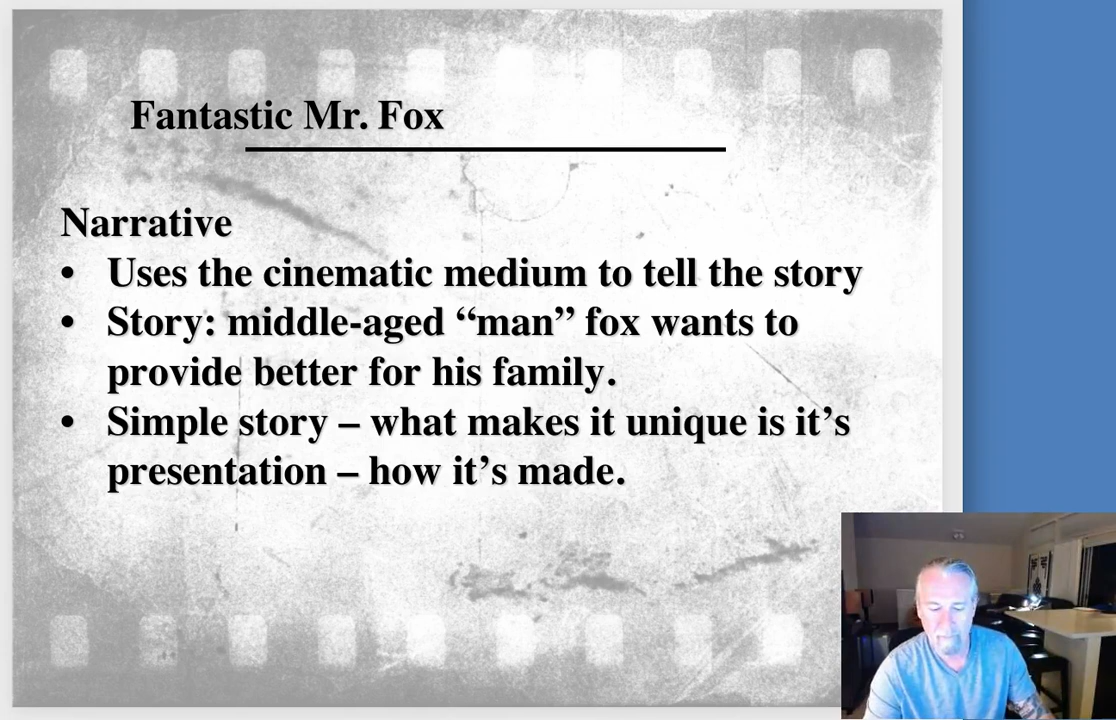 Fantastic Mr. Fox
Narrative
• Uses the cinematic medium to tell the story
• Story: middle-aged “man” fox wants to
provide better for his family.
• Simple story – what makes it unique is it’s
presentation – how it’s made.